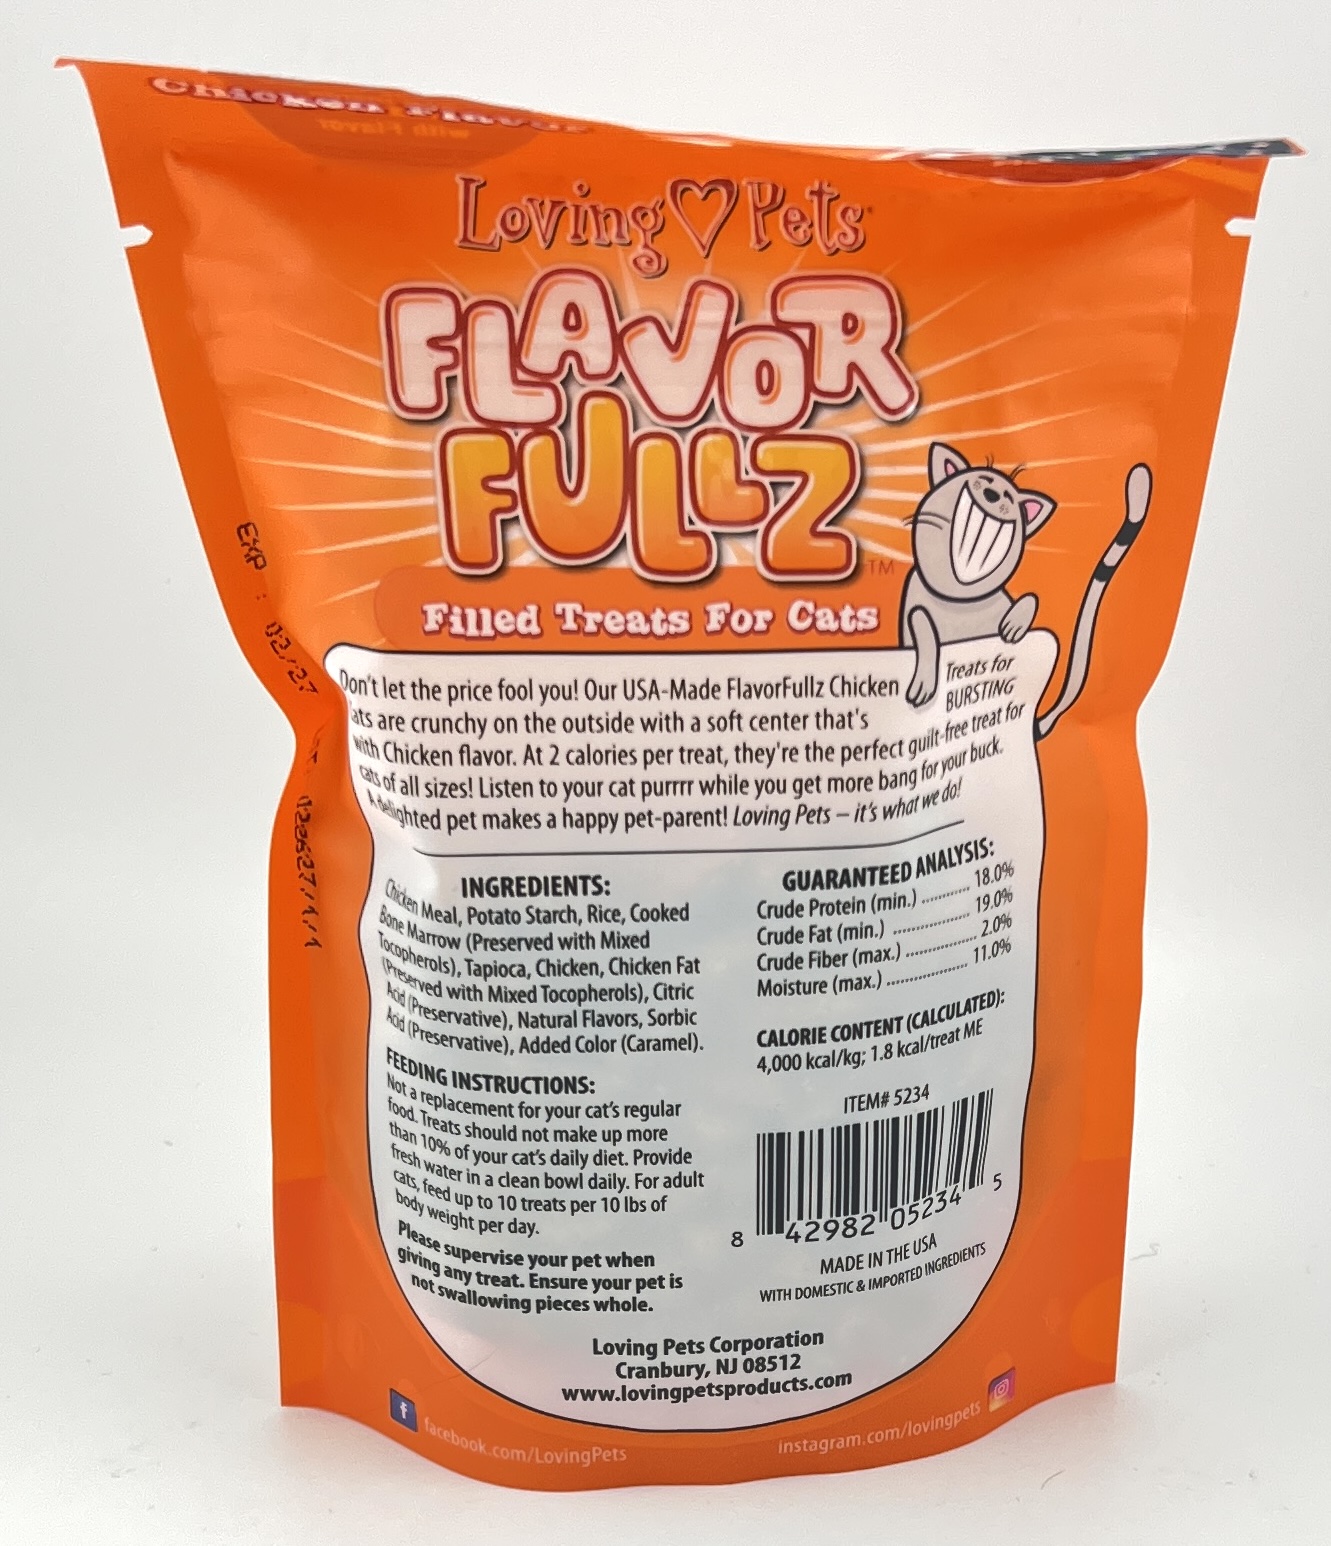 Chicken Flavor
with Flavor
Loving Pets
FLAVOR
FULLZ™
Filled Treats For Cats
Don't let the price fool you! Our USA-Made FlavorFullz Chicken Treats for
ats are crunchy on the outside with a soft center that's BURSTING
with Chicken flavor. At 2 calories per treat, they're the perfect guilt-free treat for
cats of all sizes! Listen to your cat purrrr while you get more bang for your buck.
A delighted pet makes a happy pet-parent! Loving Pets – it's what we do!
INGREDIENTS:
Chicken Meal, Potato Starch, Rice, Cooked
Bone Marrow (Preserved with Mixed
Tocopherols), Tapioca, Chicken, Chicken Fat
(Preserved with Mixed Tocopherols), Citric
Acid (Preservative), Natural Flavors, Sorbic
Acid (Preservative), Added Color (Caramel).
FEEDING INSTRUCTIONS:
Not a replacement for your cat's regular
food. Treats should not make up more
than 10% of your cat's daily diet. Provide
fresh water in a clean bowl daily. For adult
cats, feed up to 10 treats per 10 lbs of
body weight per day.
Please supervise your pet when
giving any treat. Ensure your pet is
not swallowing pieces whole.
GUARANTEED ANALYSIS:
Crude Protein (min.) ........... 18.0%
Crude Fat (min.) ................. 19.0%
Crude Fiber (max.) ............... 2.0%
Moisture (max.) .................. 11.0%
CALORIE CONTENT (CALCULATED):
4,000 kcal/kg; 1.8 kcal/treat ME
ITEM# 5234
8 42982 05234 5
MADE IN THE USA
WITH DOMESTIC & IMPORTED INGREDIENTS
Loving Pets Corporation
Cranbury, NJ 08512
www.lovingpetsproducts.com
facebook.com/LovingPets
instagram.com/lovingpets
EXP : 02/27